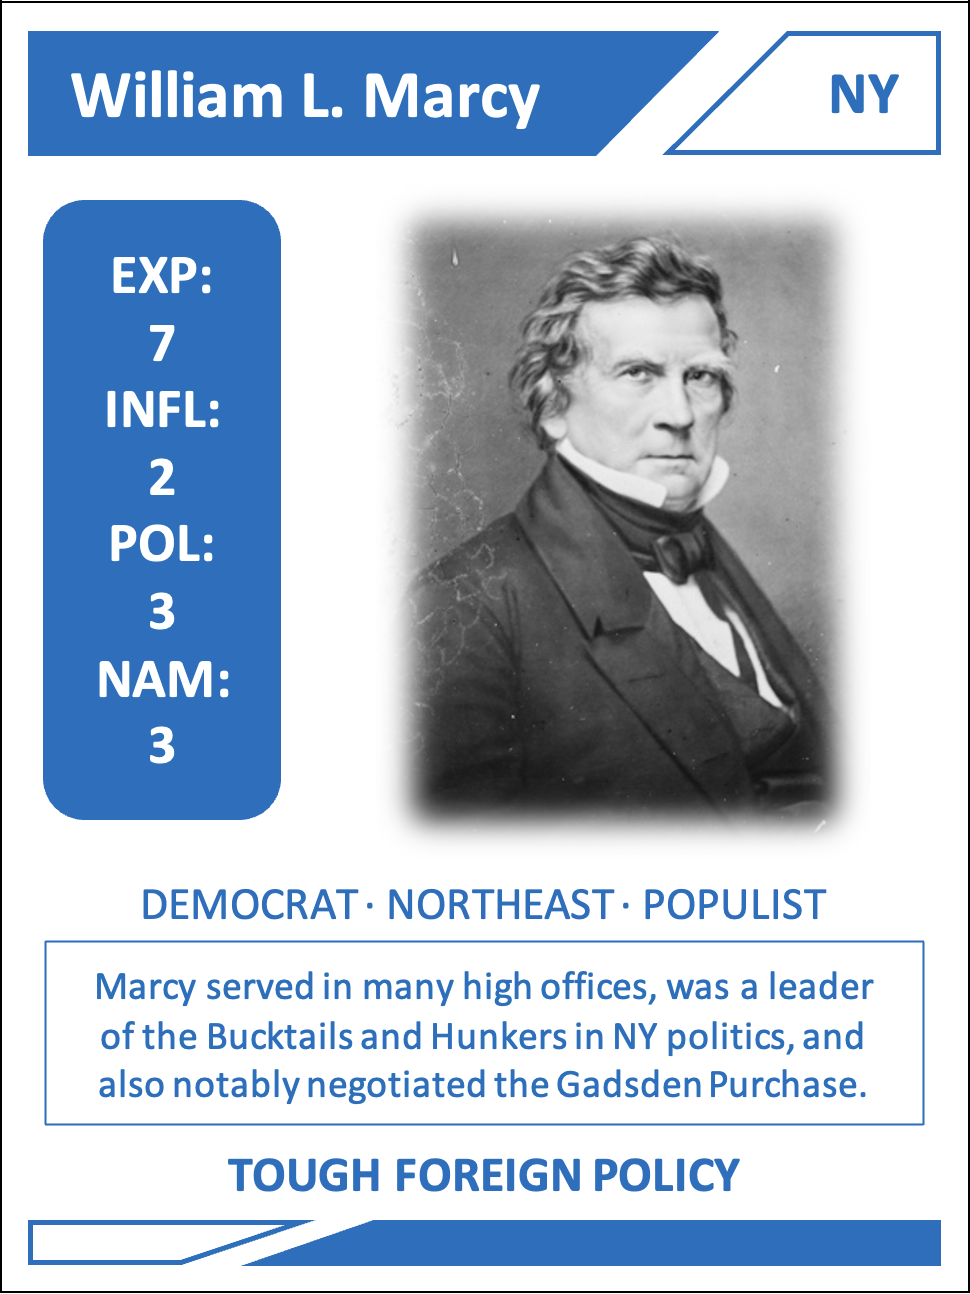 William L. Marcy
NY
EXP:
7
INFL:
2
POL:
3
NAM:
3
DEMOCRAT · NORTHEAST · POPULIST
Marcy served in many high offices, was a leader
of the Bucktails and Hunkers in NY politics, and
also notably negotiated the Gadsden Purchase.
TOUGH FOREIGN POLICY